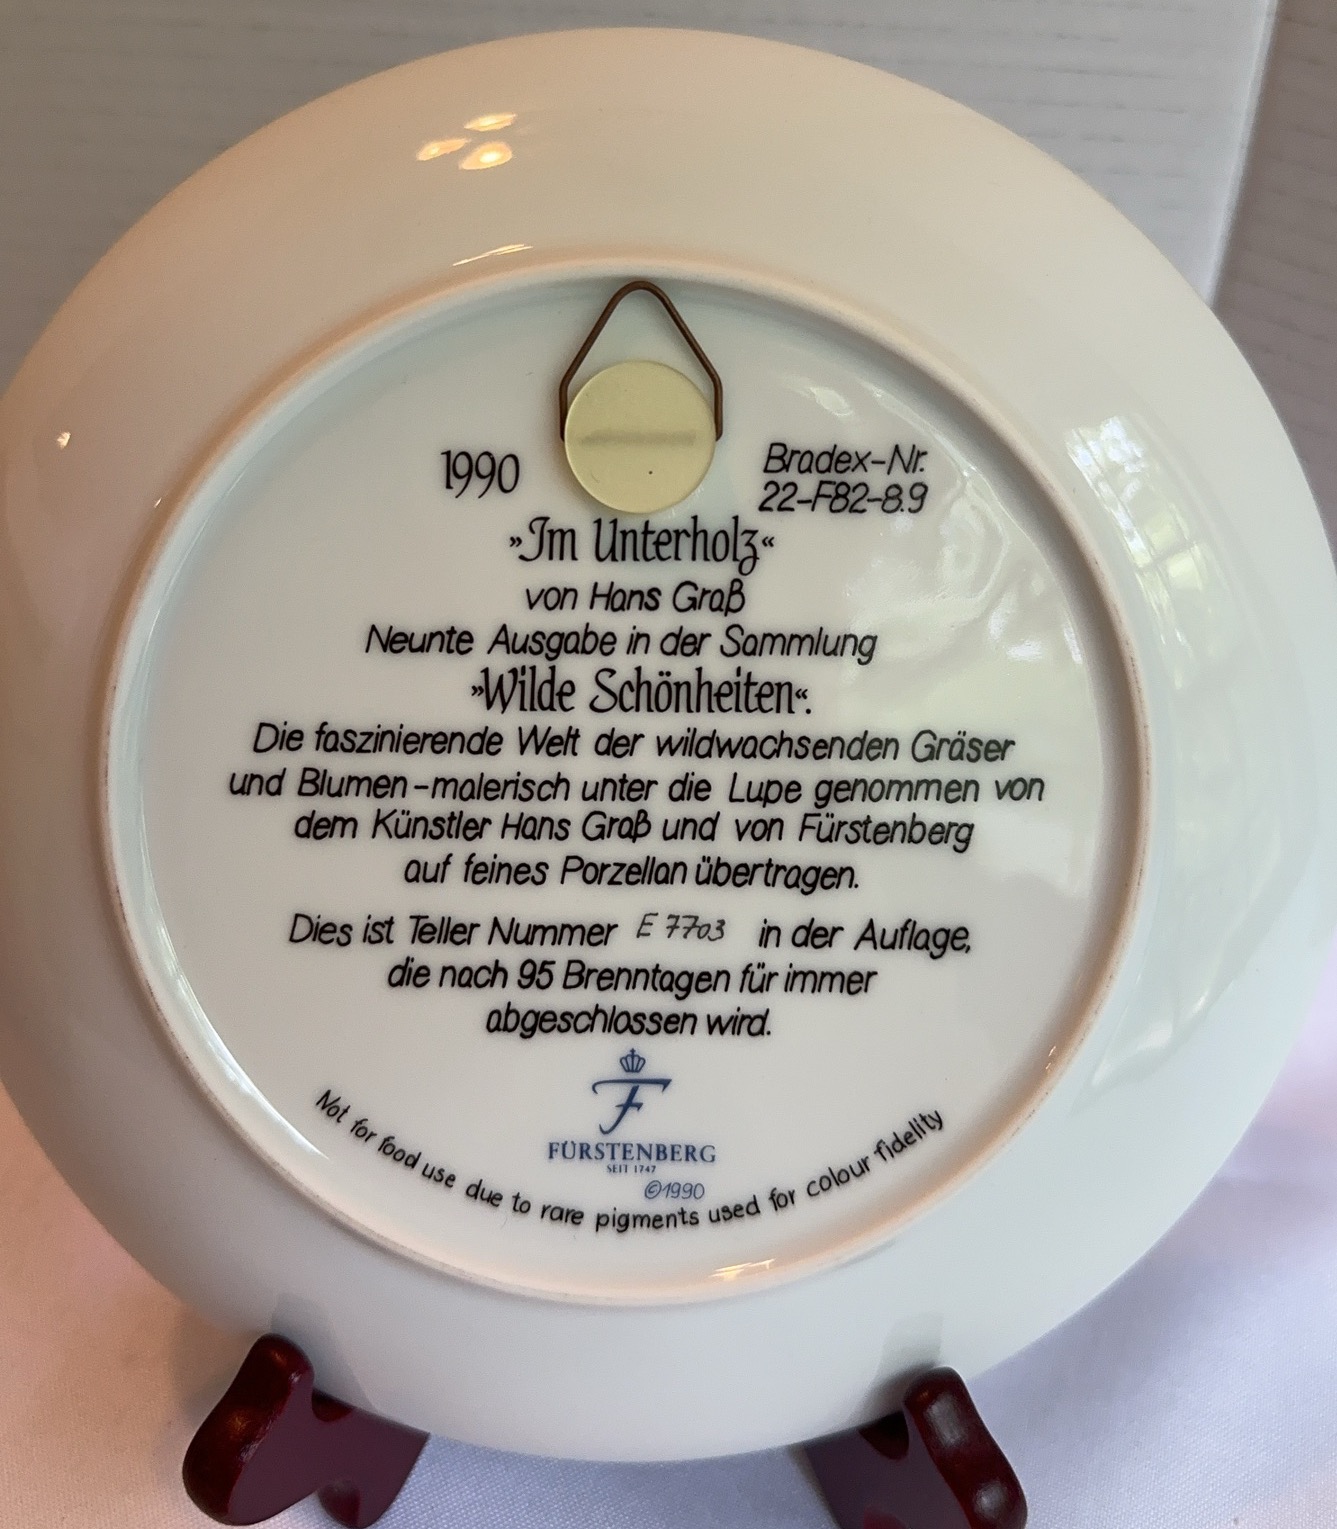 1990
Bradex-Nr.
22-F82-8.9
»Im Unterholz«
von Hans Graß
Neunte Ausgabe in der Sammlung
»Wilde Schönheiten«.
Die faszinierende Welt der wildwachsenden Gräser
und Blumen - malerisch unter die Lupe genommen von
dem Künstler Hans Graß und von Fürstenberg
auf feines Porzellan übertragen.
Dies ist Teller Nummer E 7703 in der Auflage,
die nach 95 Brenntagen für immer
abgeschlossen wird.
F
FÜRSTENBERG
SEIT 1747
©1990
Not for food use due to rare pigments used for colour fidelity